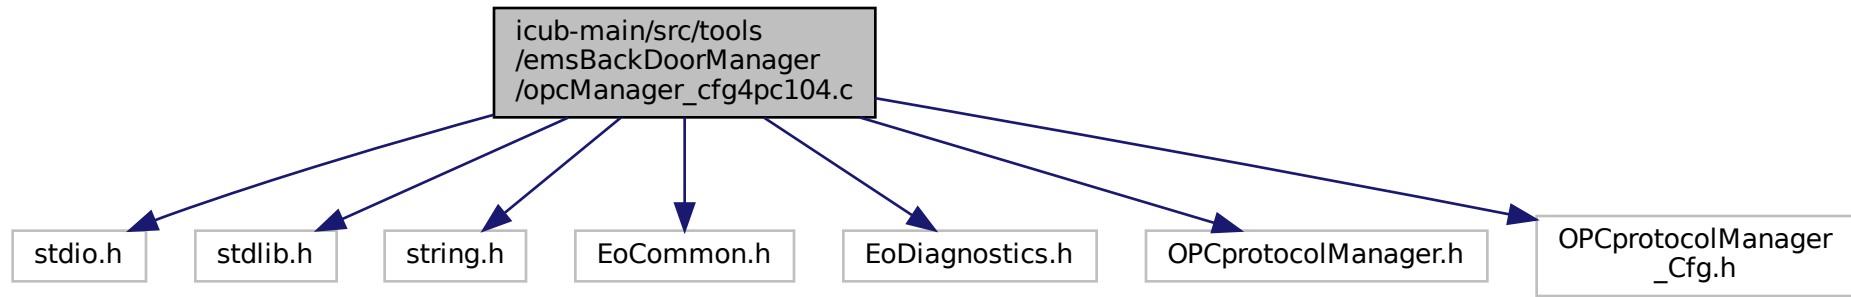 icub-main/src/tools
/emsBackDoorManager
/opcManager_cfg4pc104.c
stdio.h
stdlib.h
string.h
EoCommon.h
EoDiagnostics.h
OPCprotocolManager.h
OPCprotocolManager
_Cfg.h